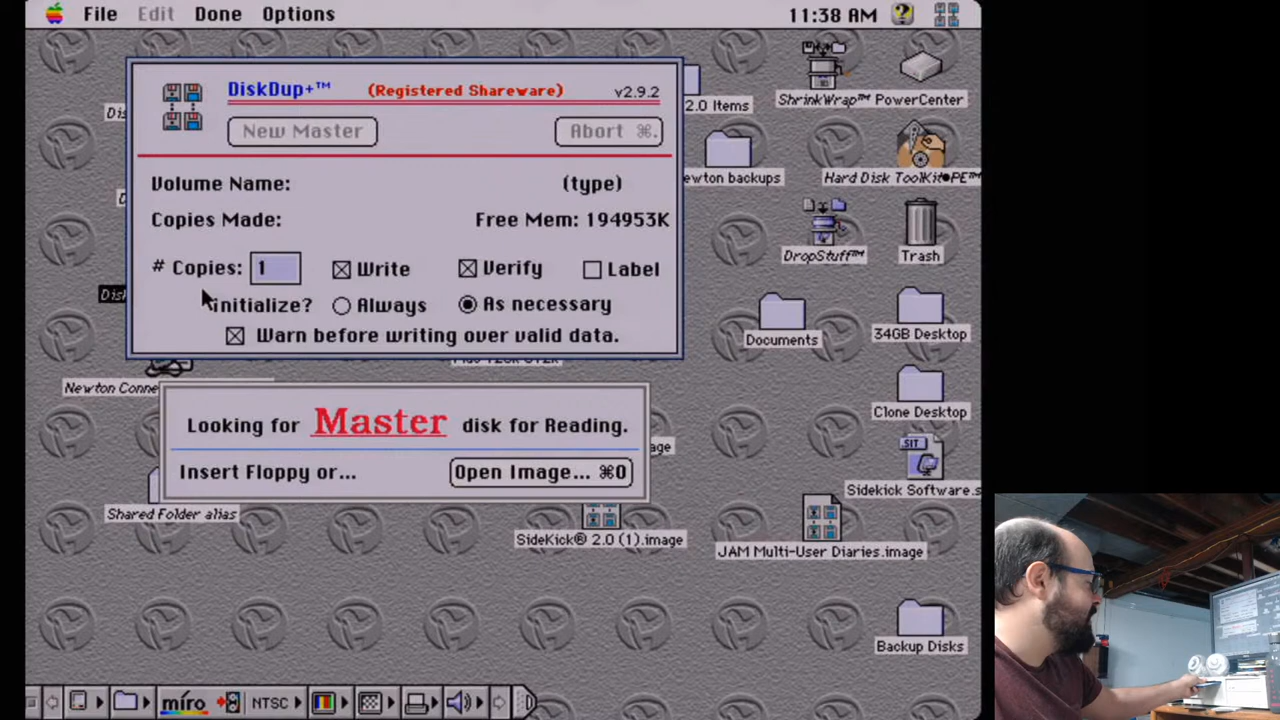 File Edit Done Options 11:38 AM
DiskDup+™ (Registered Shareware) v2.9.2
New Master Abort ⌘.
Volume Name: (type)
Copies Made: Free Mem: 194953K
# Copies: 1 Write Verify Label
initialize? Always As necessary
Warn before writing over valid data.
Looking for Master disk for Reading.
Insert Floppy or... Open Image... ⌘O
2.0 Items
ShrinkWrap™ PowerCenter
ewton backups
Hard Disk ToolKit•PE™
DropStuff™ Trash
Documents
34GB Desktop
Newton Conne
Clone Desktop
age
SIT
Sidekick Software.s
Shared Folder alias
SideKick® 2.0 (1).image
JAM Multi-User Diaries.image
Backup Disks
miro NTSC